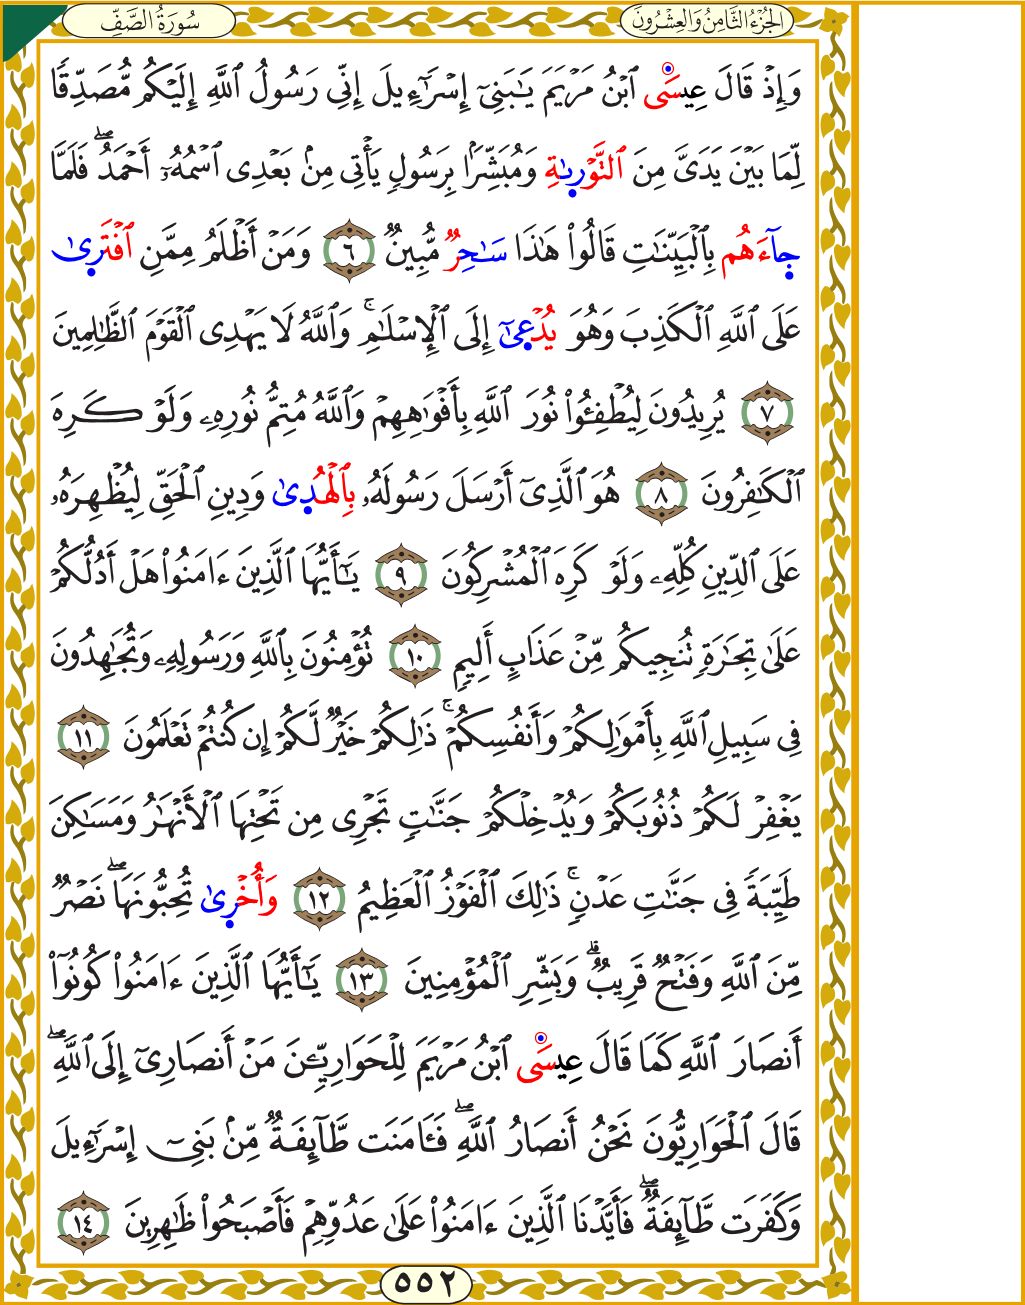 سُورَةُ الصَّفِّ
الجُزْءُ الثَّامِنُ وَالعِشْرُونَ
وَإِذْ قَالَ عِيسَى ٱبْنُ مَرْيَمَ يَٰبَنِىٓ إِسْرَٰٓءِيلَ إِنِّى رَسُولُ ٱللَّهِ إِلَيْكُم مُّصَدِّقًا
لِّمَا بَيْنَ يَدَىَّ مِنَ ٱلتَّوْرىٰةِ وَمُبَشِّرًۢا بِرَسُولٍ يَأْتِى مِنۢ بَعْدِى ٱسْمُهُۥٓ أَحْمَدُ ۖ فَلَمَّا
جَآءَهُم بِٱلْبَيِّنَٰتِ قَالُوا۟ هَٰذَا سَٰحِرٌ مُّبِينٌ ٦ وَمَنْ أَظْلَمُ مِمَّنِ ٱفْتَرىٰ
عَلَى ٱللَّهِ ٱلْكَذِبَ وَهُوَ يُدْعىٰٓ إِلَى ٱلْإِسْلَٰمِ ۚ وَٱللَّهُ لَا يَهْدِى ٱلْقَوْمَ ٱلظَّٰلِمِينَ
٧ يُرِيدُونَ لِيُطْفِـُٔوا۟ نُورَ ٱللَّهِ بِأَفْوَٰهِهِمْ وَٱللَّهُ مُتِمُّ نُورِهِۦ وَلَوْ كَرِهَ
ٱلْكَٰفِرُونَ ٨ هُوَ ٱلَّذِىٓ أَرْسَلَ رَسُولَهُۥ بِٱلْهُدىٰ وَدِينِ ٱلْحَقِّ لِيُظْهِرَهُۥ
عَلَى ٱلدِّينِ كُلِّهِۦ وَلَوْ كَرِهَ ٱلْمُشْرِكُونَ ٩ يَٰٓأَيُّهَا ٱلَّذِينَ ءَامَنُوا۟ هَلْ أَدُلُّكُمْ
عَلَىٰ تِجَٰرَةٍ تُنجِيكُم مِّنْ عَذَابٍ أَلِيمٍ ١٠ تُؤْمِنُونَ بِٱللَّهِ وَرَسُولِهِۦ وَتُجَٰهِدُونَ
فِى سَبِيلِ ٱللَّهِ بِأَمْوَٰلِكُمْ وَأَنفُسِكُمْ ۚ ذَٰلِكُمْ خَيْرٌ لَّكُمْ إِن كُنتُمْ تَعْلَمُونَ ١١
يَغْفِرْ لَكُمْ ذُنُوبَكُمْ وَيُدْخِلْكُمْ جَنَّٰتٍ تَجْرِى مِن تَحْتِهَا ٱلْأَنْهَٰرُ وَمَسَٰكِنَ
طَيِّبَةً فِى جَنَّٰتِ عَدْنٍ ۚ ذَٰلِكَ ٱلْفَوْزُ ٱلْعَظِيمُ ١٢ وَأُخْرىٰ تُحِبُّونَهَا ۖ نَصْرٌ
مِّنَ ٱللَّهِ وَفَتْحٌ قَرِيبٌ ۗ وَبَشِّرِ ٱلْمُؤْمِنِينَ ١٣ يَٰٓأَيُّهَا ٱلَّذِينَ ءَامَنُوا۟ كُونُوٓا۟
أَنصَارَ ٱللَّهِ كَمَا قَالَ عِيسَى ٱبْنُ مَرْيَمَ لِلْحَوَارِيِّـۧنَ مَنْ أَنصَارِىٓ إِلَى ٱللَّهِ ۖ
قَالَ ٱلْحَوَارِيُّونَ نَحْنُ أَنصَارُ ٱللَّهِ ۖ فَـَٔامَنَت طَّآئِفَةٌ مِّنۢ بَنِىٓ إِسْرَٰٓءِيلَ
وَكَفَرَت طَّآئِفَةٌ ۖ فَأَيَّدْنَا ٱلَّذِينَ ءَامَنُوا۟ عَلَىٰ عَدُوِّهِمْ فَأَصْبَحُوا۟ ظَٰهِرِينَ ١٤
٥٥٢